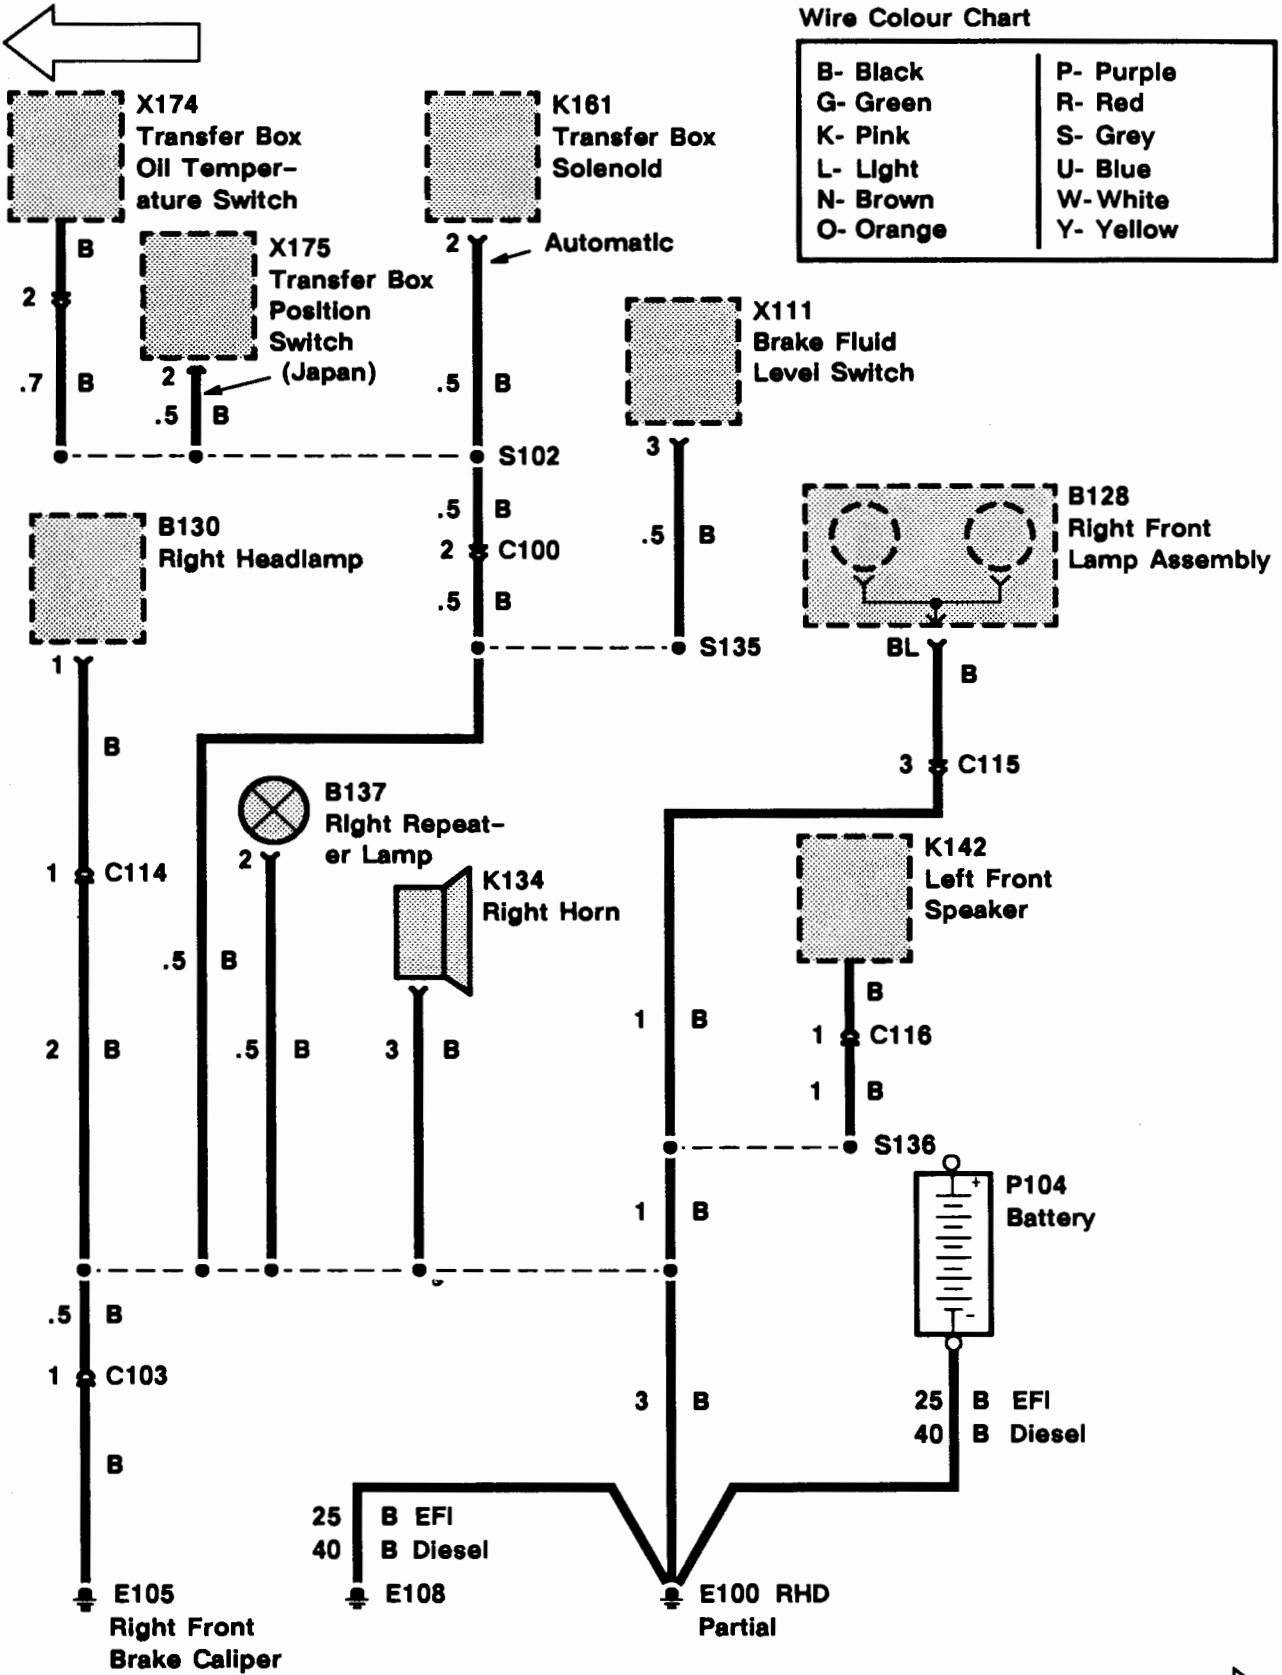 Wire Colour Chart
B- Black
G- Green
K- Pink
L- Light
N- Brown
O- Orange
P- Purple
R- Red
S- Grey
U- Blue
W- White
Y- Yellow
X174
Transfer Box
Oil Temper-
ature Switch
B
2
.7 B
X175
Transfer Box
Position
Switch
(Japan)
2
.5 B
K161
Transfer Box
Solenoid
2
Automatic
.5 B
S102
.5 B
2 C100
.5 B
X111
Brake Fluid
Level Switch
3
.5 B
S135
B128
Right Front
Lamp Assembly
BL
B
3 C115
B130
Right Headlamp
1
B
1 C114
2 B
.5 B
B137
Right Repeat-
er Lamp
2
.5 B
K134
Right Horn
3 B
1 B
K142
Left Front
Speaker
B
1 C116
1 B
S136
1 B
P104
Battery
+
-
.5 B
1 C103
B
3 B
25 B EFI
40 B Diesel
25 B EFI
40 B Diesel
E105
Right Front
Brake Caliper
E108
E100 RHD
Partial